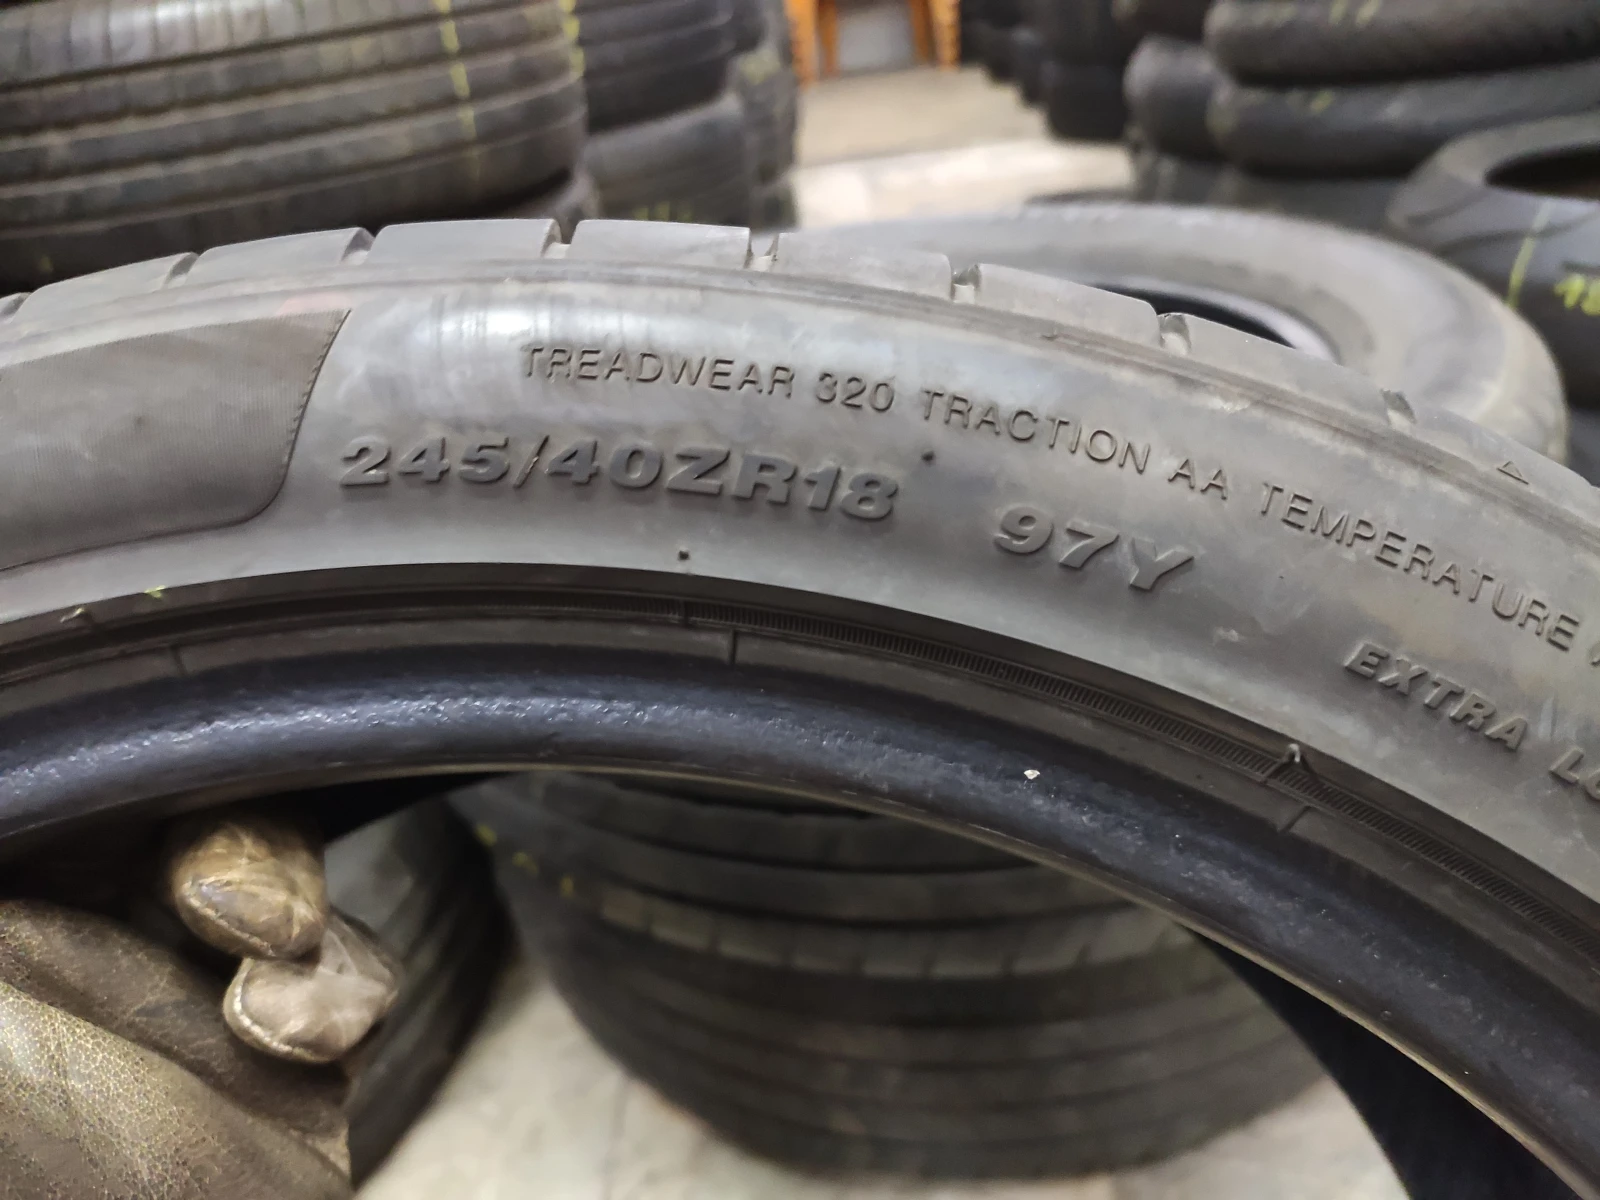 TREADWEAR 320 TRACTION AA TEMPERATURE
245/40ZR18 97Y
EXTRA